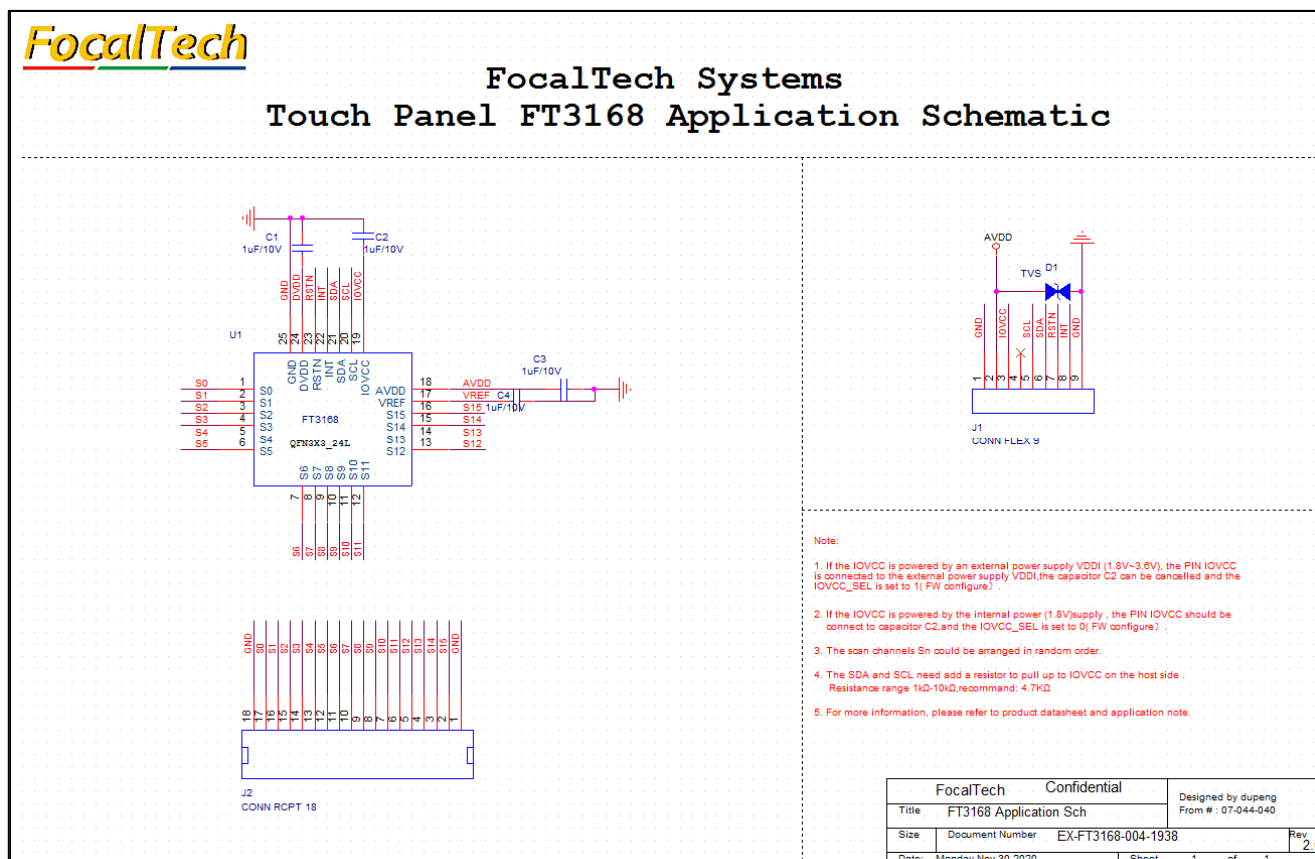 FocalTech
FocalTech Systems
Touch Panel FT3168 Application Schematic
C1
1uF/10V
C2
1uF/10V
GND
DVDD
RSTN
INT
SDA
SCL
IOVCC
U1
25
24
23
22
21
20
19
GND
DVDD
RSTN
INT
SDA
SCL
IOVCC
S0 1 S0
S1 2 S1
S2 3 S2
S3 4 S3
S4 5 S4
S5 6 S5
FT3168
QFN3X3_24L
AVDD 18 AVDD
VREF 17 VREF
S15 16 S15
S14 15 S14
S13 14 S13
S12 13 S12
C3
1uF/10V
C4
1uF/10V
S6
S7
S8
S9
S10
S11
7
8
9
10
11
12
S6
S7
S8
S9
S10
S11
GND
S0
S1
S2
S3
S4
S5
S6
S7
S8
S9
S10
S11
S12
S13
S14
S15
GND
18
17
16
15
14
13
12
11
10
9
8
7
6
5
4
3
2
1
J2
CONN RCPT 18
AVDD
TVS
D1
GND
IOVCC
SCL
SDA
RSTN
INT
GND
1
2
3
4
5
6
7
8
9
J1
CONN FLEX 9
Note:
1. If the IOVCC is powered by an external power supply VDDI (1.8V~3.6V), the PIN IOVCC
is connected to the external power supply VDDI,the capacitor C2 can be cancelled and the
IOVCC_SEL is set to 1( FW configure）.
2. If the IOVCC is powered by the internal power (1.8V)supply , the PIN IOVCC should be
connect to capacitor C2,and the IOVCC_SEL is set to 0( FW configure）.
3. The scan channels Sn could be arranged in random order.
4. The SDA and SCL need add a resistor to pull up to IOVCC on the host side .
Resistance range 1kΩ-10kΩ,recommand: 4.7KΩ
5. For more information, please refer to product datasheet and application note.
FocalTech Confidential
Designed by dupeng
From # : 07-044-040
Title FT3168 Application Sch
Size Document Number EX-FT3168-004-1938 Rev
2.
Date: Monday Nov 30 2020 Sheet 1 of 1